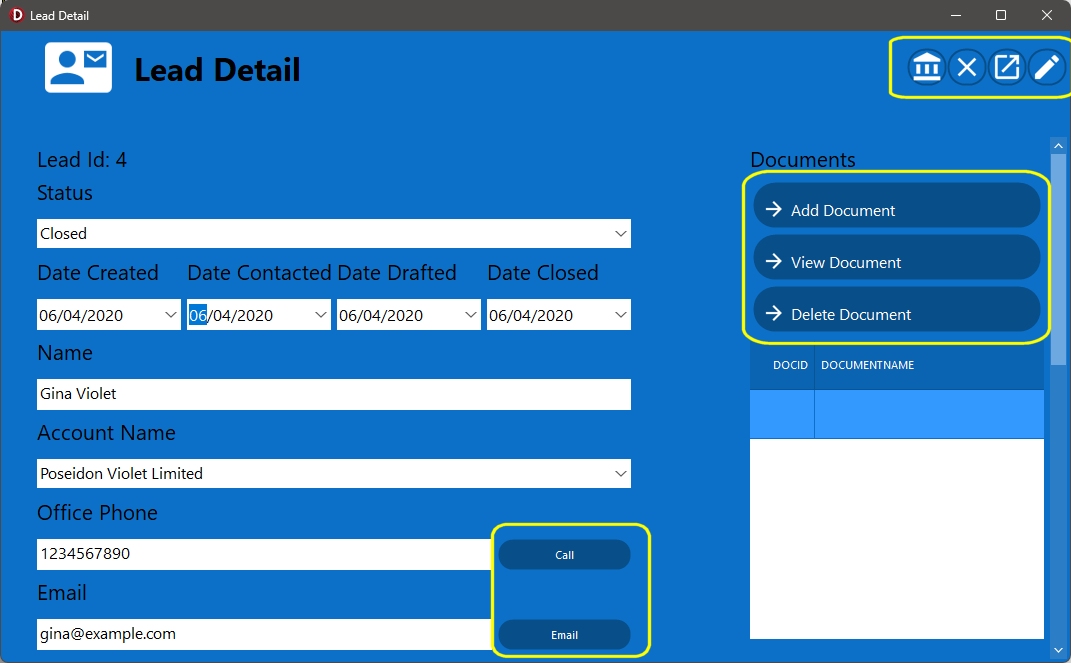 Lead Detail
Lead Detail
Lead Id: 4
Status
Closed
Date Created Date Contacted Date Drafted Date Closed
06/04/2020 06/04/2020 06/04/2020 06/04/2020
Name
Gina Violet
Account Name
Poseidon Violet Limited
Office Phone
1234567890 Call
Email
gina@example.com Email
Documents
Add Document
View Document
Delete Document
DOCID DOCUMENTNAME